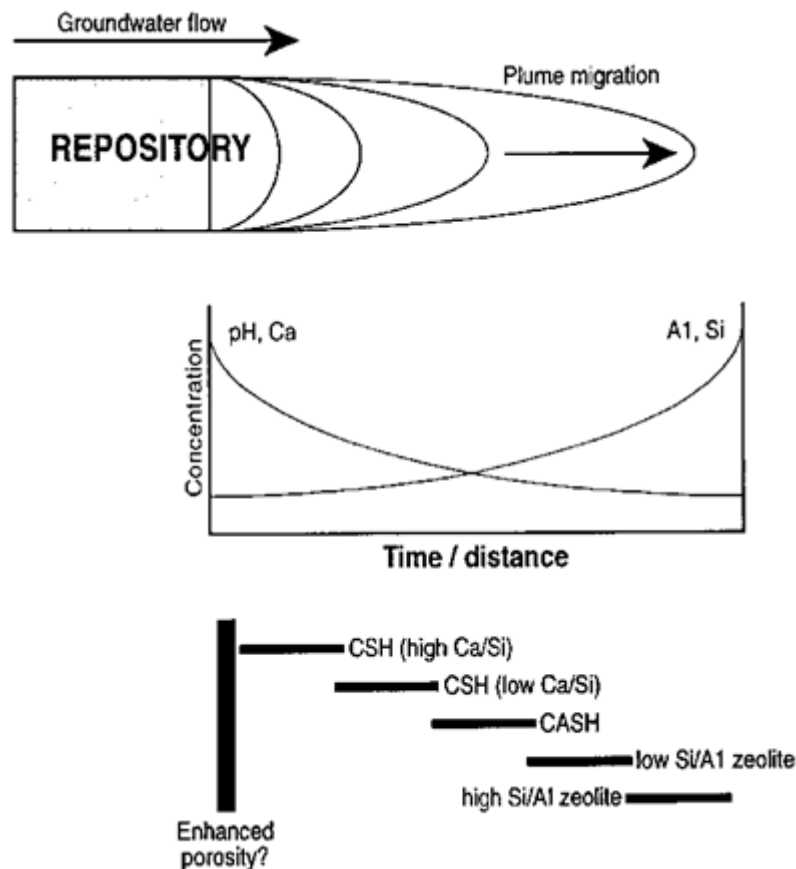 Groundwater flow
Plume migration
REPOSITORY
pH, Ca
A1, Si
Concentration
Time / distance
CSH (high Ca/Si)
CSH (low Ca/Si)
CASH
low Si/A1 zeolite
high Si/A1 zeolite
Enhanced
porosity?